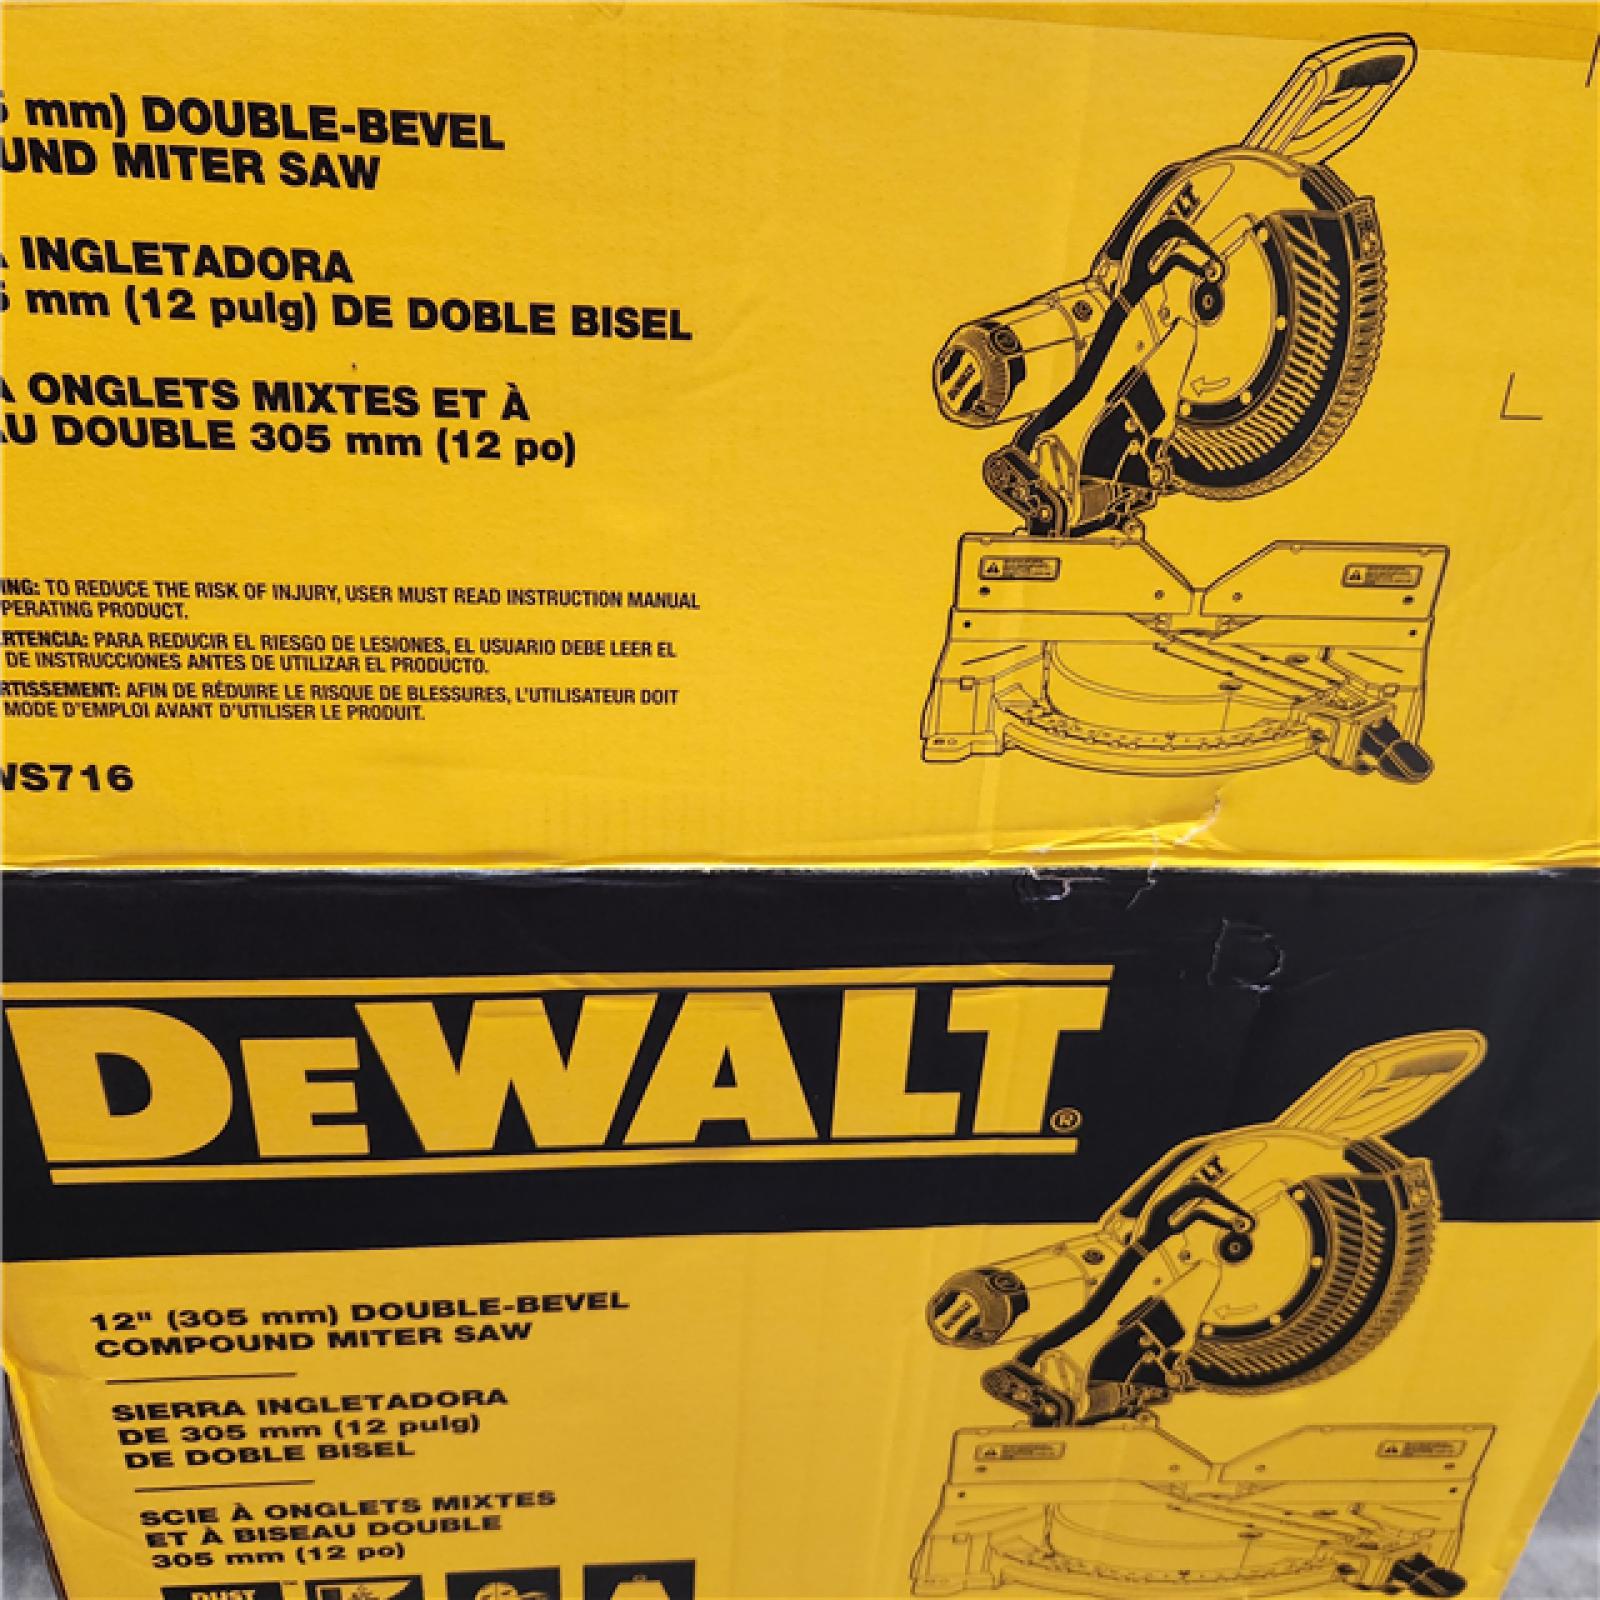 mm) DOUBLE-BEVEL
UND MITER SAW
INGLETADORA
mm (12 pulg) DE DOBLE BISEL
ONGLETS MIXTES ET À
AU DOUBLE 305 mm (12 po)
ING: TO REDUCE THE RISK OF INJURY, USER MUST READ INSTRUCTION MANUAL
PERATING PRODUCT.
RTENCIA: PARA REDUCIR EL RIESGO DE LESIONES, EL USUARIO DEBE LEER EL
DE INSTRUCCIONES ANTES DE UTILIZAR EL PRODUCTO.
RTISSEMENT: AFIN DE RÉDUIRE LE RISQUE DE BLESSURES, L'UTILISATEUR DOIT
MODE D'EMPLOI AVANT D'UTILISER LE PRODUIT.
WS716
WALT
DEWALT®
LT
12" (305 mm) DOUBLE-BEVEL
COMPOUND MITER SAW
SIERRA INGLETADORA
DE 305 mm (12 pulg)
DE DOBLE BISEL
SCIE À ONGLETS MIXTES
ET À BISEAU DOUBLE
305 mm (12 po)
DUST